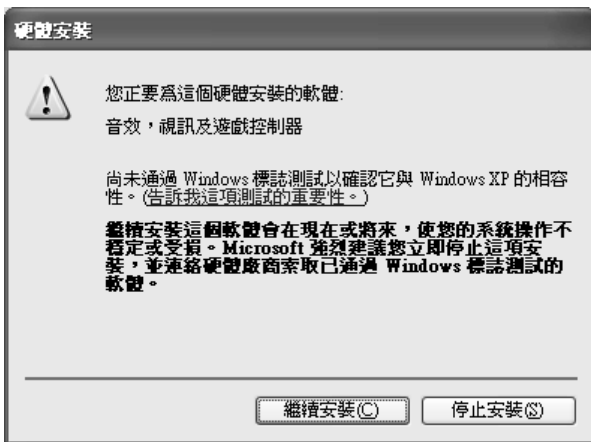 硬體安裝
您正要為這個硬體安裝的軟體:
音效，視訊及遊戲控制器
尚未通過 Windows 標誌測試以確認它與 Windows XP 的相容
性。(告訴我這項測試的重要性。)
繼續安裝這個軟體會在現在或將來，使您的系統操作不
穩定或受損。Microsoft 強烈建議您立即停止這項安
裝，並連絡硬體廠商索取已通過 Windows 標誌測試的
軟體。
繼續安裝(C)
停止安裝(S)